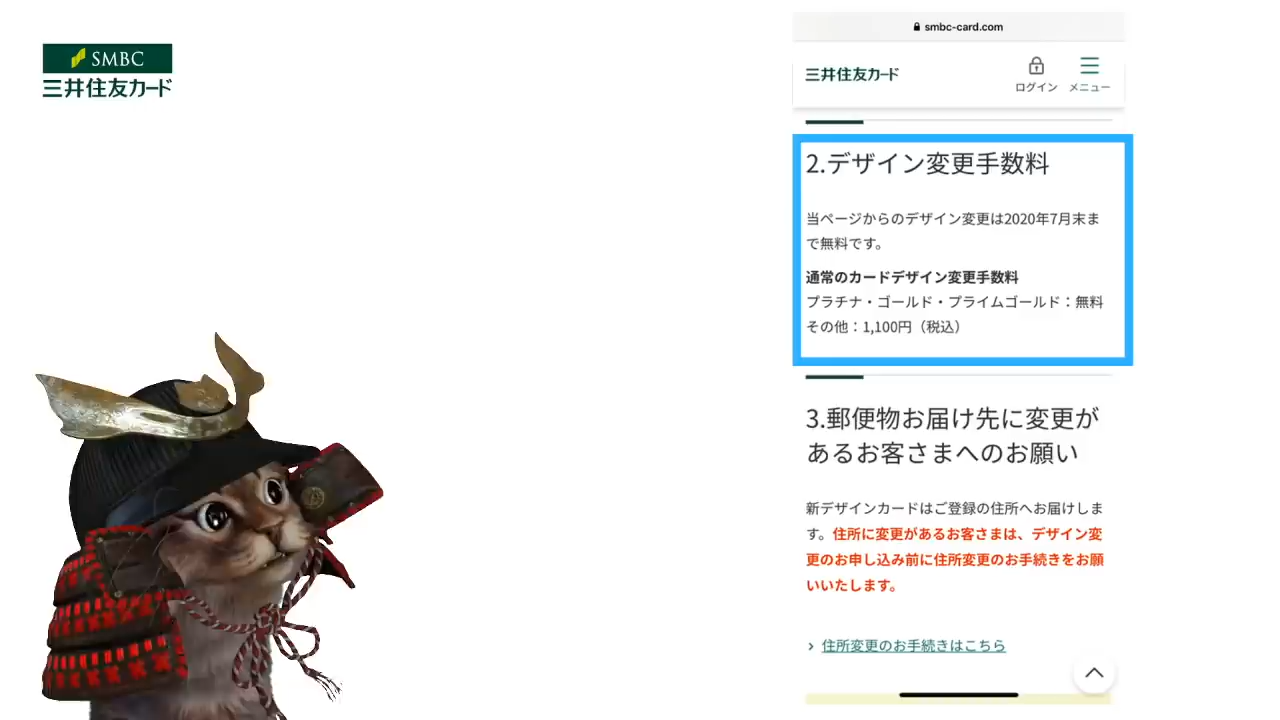 SMBC
三井住友カード
smbc-card.com
三井住友カード
ログイン
メニュー
2.デザイン変更手数料
当ページからのデザイン変更は2020年7月末ま
で無料です。
通常のカードデザイン変更手数料
プラチナ・ゴールド・プライムゴールド：無料
その他：1,100円（税込）
3.郵便物お届け先に変更が
あるお客さまへのお願い
新デザインカードはご登録の住所へお届けしま
す。住所に変更があるお客さまは、デザイン変
更のお申し込み前に住所変更のお手続きをお願
いいたします。
› 住所変更のお手続きはこちら